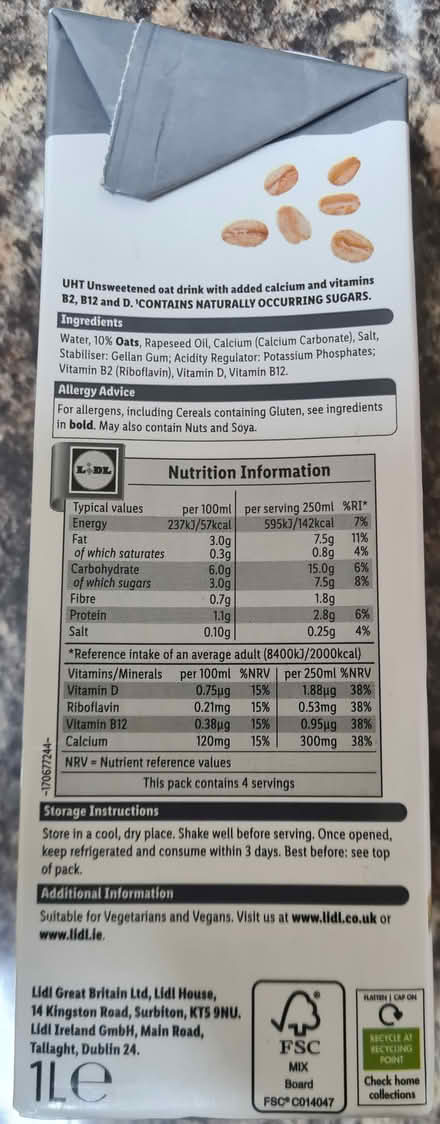 UHT Unsweetened oat drink with added calcium and vitamins
B2, B12 and D. ¹CONTAINS NATURALLY OCCURRING SUGARS.
Ingredients
Water, 10% Oats, Rapeseed Oil, Calcium (Calcium Carbonate), Salt,
Stabiliser: Gellan Gum; Acidity Regulator: Potassium Phosphates;
Vitamin B2 (Riboflavin), Vitamin D, Vitamin B12.
Allergy Advice
For allergens, including Cereals containing Gluten, see ingredients
in bold. May also contain Nuts and Soya.
LIDL
Nutrition Information
Typical values per 100ml per serving 250ml %RI*
Energy 237kJ/57kcal 595kJ/142kcal 7%
Fat 3.0g 7.5g 11%
of which saturates 0.3g 0.8g 4%
Carbohydrate 6.0g 15.0g 6%
of which sugars 3.0g 7.5g 8%
Fibre 0.7g 1.8g
Protein 1.1g 2.8g 6%
Salt 0.10g 0.25g 4%
*Reference intake of an average adult (8400kJ/2000kcal)
Vitamins/Minerals per 100ml %NRV per 250ml %NRV
Vitamin D 0.75µg 15% 1.88µg 38%
Riboflavin 0.21mg 15% 0.53mg 38%
Vitamin B12 0.38µg 15% 0.95µg 38%
Calcium 120mg 15% 300mg 38%
NRV = Nutrient reference values
This pack contains 4 servings
-170677244-
Storage Instructions
Store in a cool, dry place. Shake well before serving. Once opened,
keep refrigerated and consume within 3 days. Best before: see top
of pack.
Additional Information
Suitable for Vegetarians and Vegans. Visit us at www.lidl.co.uk or
www.lidl.ie.
Lidl Great Britain Ltd, Lidl House,
14 Kingston Road, Surbiton, KT5 9NU.
Lidl Ireland GmbH, Main Road,
Tallaght, Dublin 24.
1L℮
®
FSC
MIX
Board
FSC® C014047
FLATTEN | CAP ON
RECYCLE AT
RECYCLING
POINT
Check home
collections